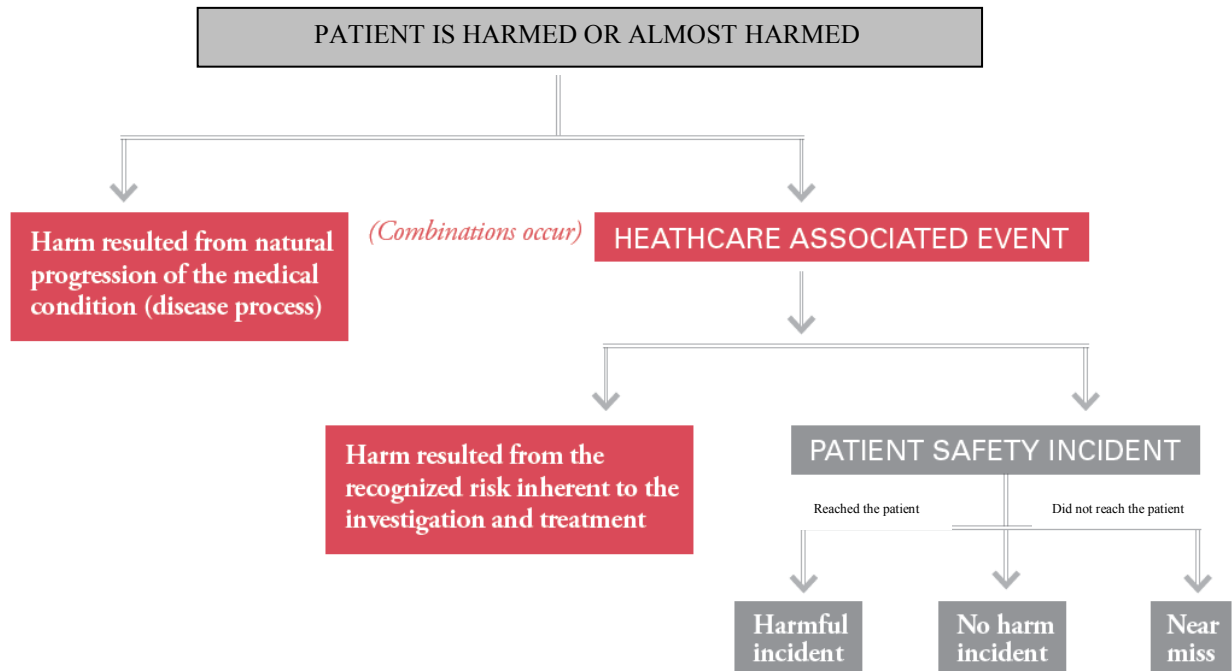 PATIENT IS HARMED OR ALMOST HARMED
Harm resulted from natural
progression of the medical
condition (disease process)
(Combinations occur)
HEATHCARE ASSOCIATED EVENT
Harm resulted from the
recognized risk inherent to the
investigation and treatment
PATIENT SAFETY INCIDENT
Reached the patient
Did not reach the patient
Harmful
incident
No harm
incident
Near
miss